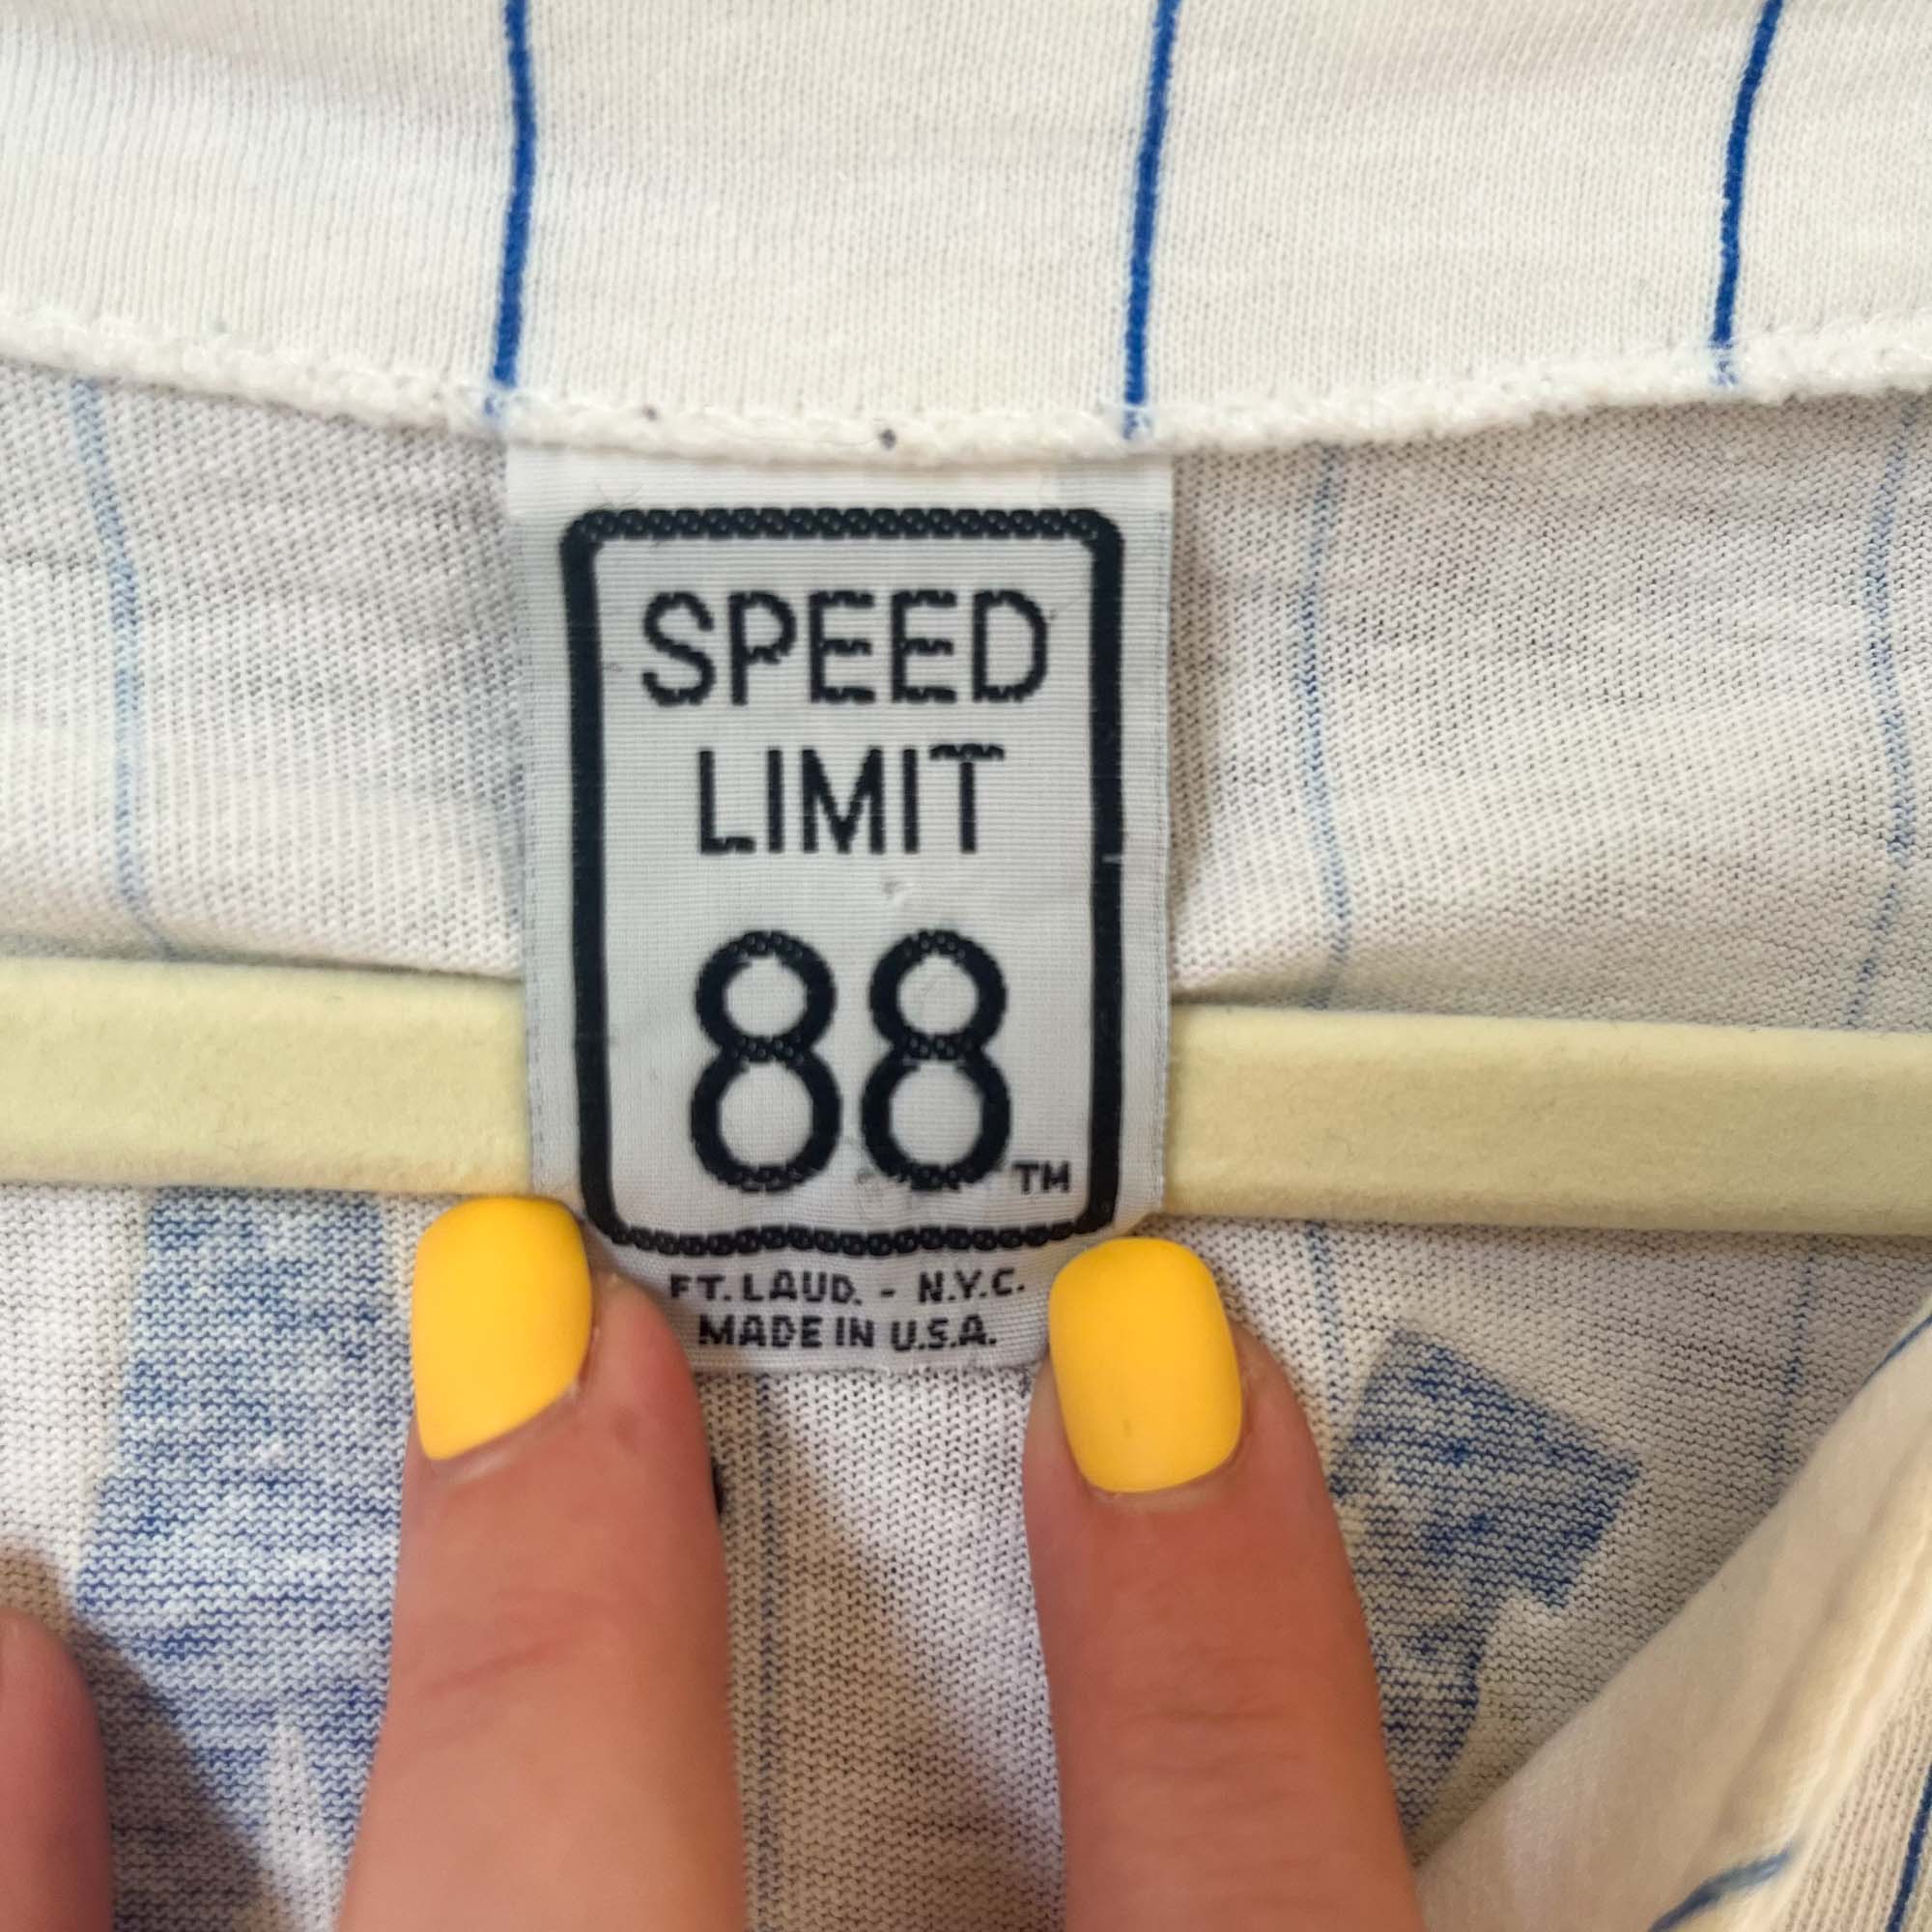 SPEED
LIMIT
88 TM
FT. LAUD. - N.Y.C.
MADE IN U.S.A.